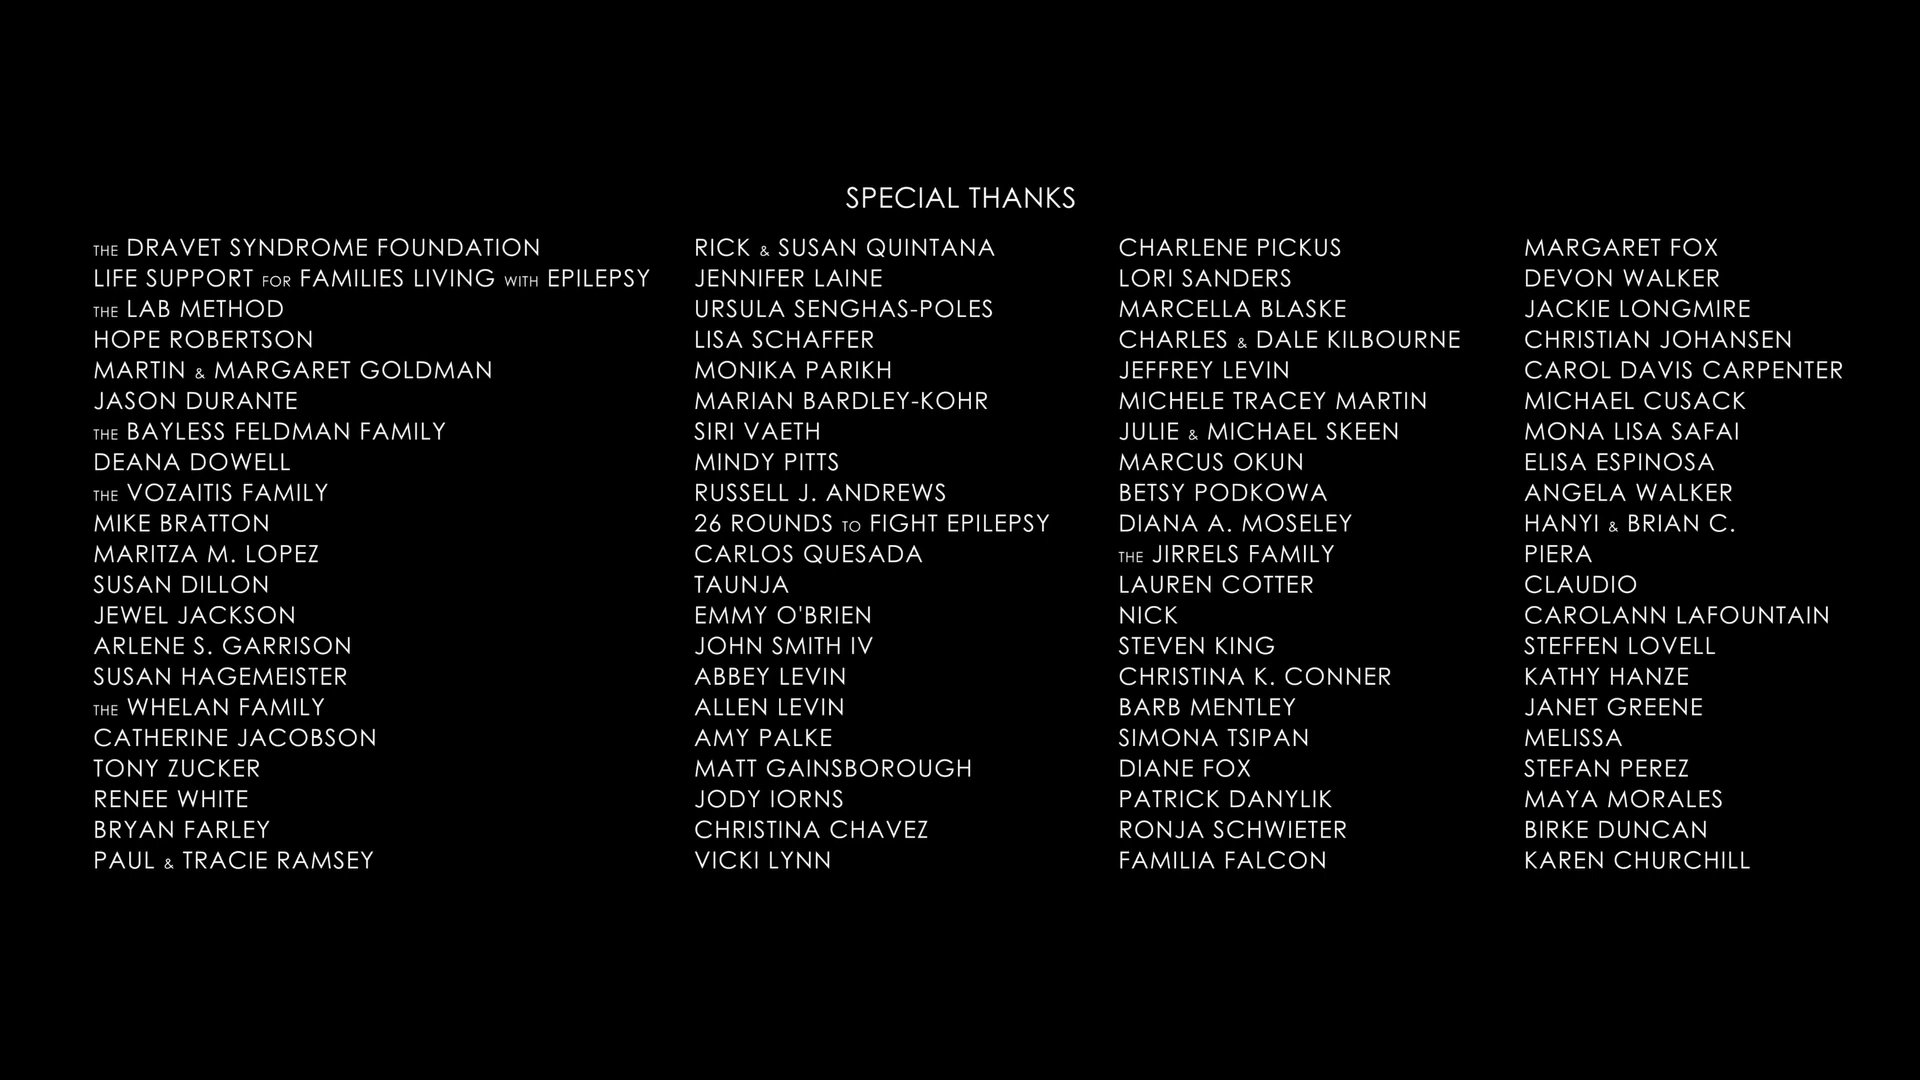 SPECIAL THANKS
THE DRAVET SYNDROME FOUNDATION
LIFE SUPPORT FOR FAMILIES LIVING WITH EPILEPSY
THE LAB METHOD
HOPE ROBERTSON
MARTIN & MARGARET GOLDMAN
JASON DURANTE
THE BAYLESS FELDMAN FAMILY
DEANA DOWELL
THE VOZAITIS FAMILY
MIKE BRATTON
MARITZA M. LOPEZ
SUSAN DILLON
JEWEL JACKSON
ARLENE S. GARRISON
SUSAN HAGEMEISTER
THE WHELAN FAMILY
CATHERINE JACOBSON
TONY ZUCKER
RENEE WHITE
BRYAN FARLEY
PAUL & TRACIE RAMSEY
RICK & SUSAN QUINTANA
JENNIFER LAINE
URSULA SENGHAS-POLES
LISA SCHAFFER
MONIKA PARIKH
MARIAN BARDLEY-KOHR
SIRI VAETH
MINDY PITTS
RUSSELL J. ANDREWS
26 ROUNDS TO FIGHT EPILEPSY
CARLOS QUESADA
TAUNJA
EMMY O'BRIEN
JOHN SMITH IV
ABBEY LEVIN
ALLEN LEVIN
AMY PALKE
MATT GAINSBOROUGH
JODY IORNS
CHRISTINA CHAVEZ
VICKI LYNN
CHARLENE PICKUS
LORI SANDERS
MARCELLA BLASKE
CHARLES & DALE KILBOURNE
JEFFREY LEVIN
MICHELE TRACEY MARTIN
JULIE & MICHAEL SKEEN
MARCUS OKUN
BETSY PODKOWA
DIANA A. MOSELEY
THE JIRRELS FAMILY
LAUREN COTTER
NICK
STEVEN KING
CHRISTINA K. CONNER
BARB MENTLEY
SIMONA TSIPAN
DIANE FOX
PATRICK DANYLIK
RONJA SCHWIETER
FAMILIA FALCON
MARGARET FOX
DEVON WALKER
JACKIE LONGMIRE
CHRISTIAN JOHANSEN
CAROL DAVIS CARPENTER
MICHAEL CUSACK
MONA LISA SAFAI
ELISA ESPINOSA
ANGELA WALKER
HANYI & BRIAN C.
PIERA
CLAUDIO
CAROLANN LAFOUNTAIN
STEFFEN LOVELL
KATHY HANZE
JANET GREENE
MELISSA
STEFAN PEREZ
MAYA MORALES
BIRKE DUNCAN
KAREN CHURCHILL